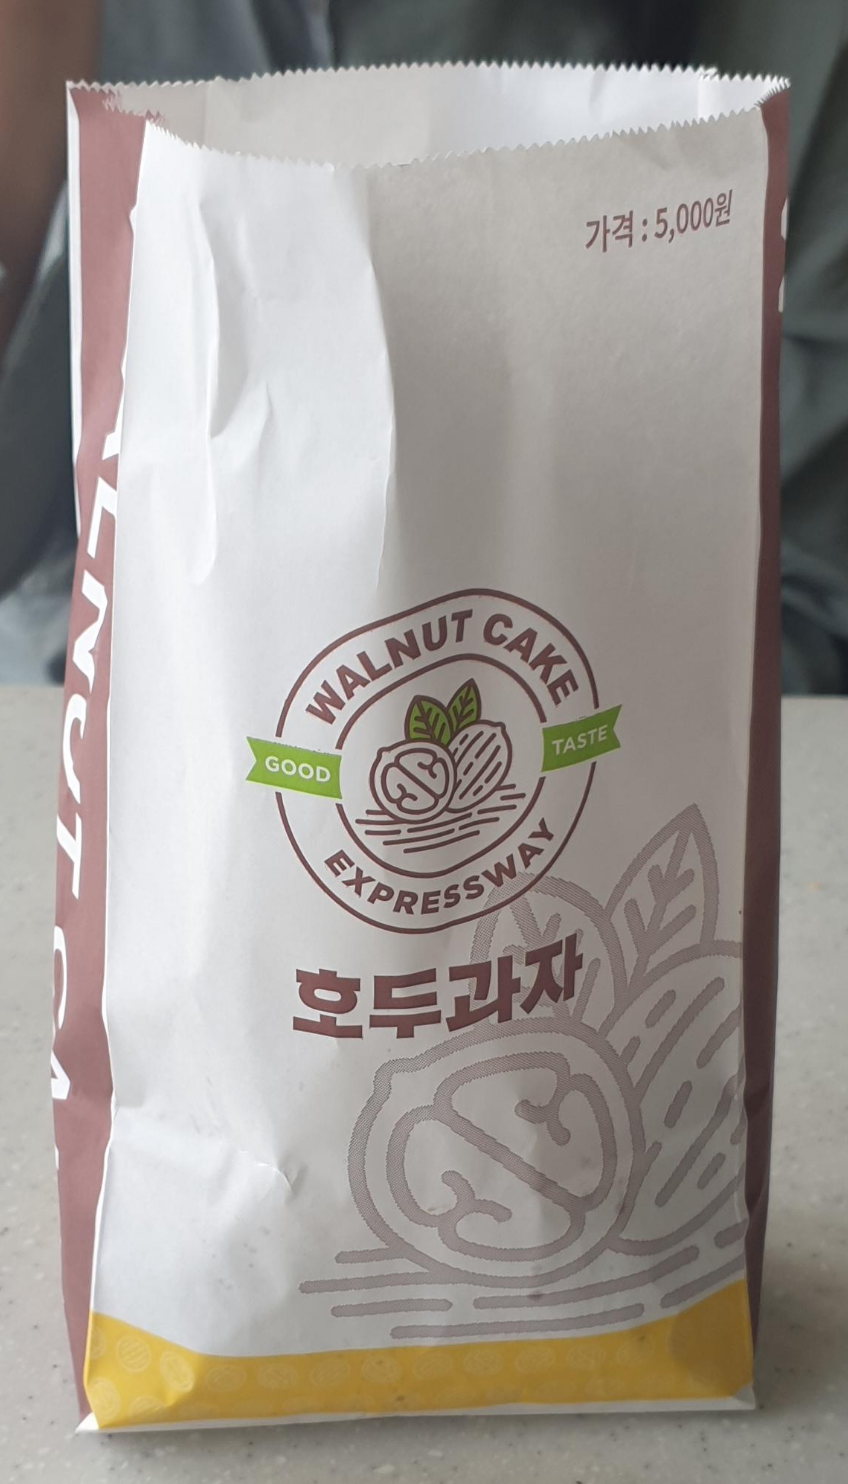 가격 : 5,000원
WALNUT CAKE
GOOD
TASTE
EXPRESSWAY
호두과자